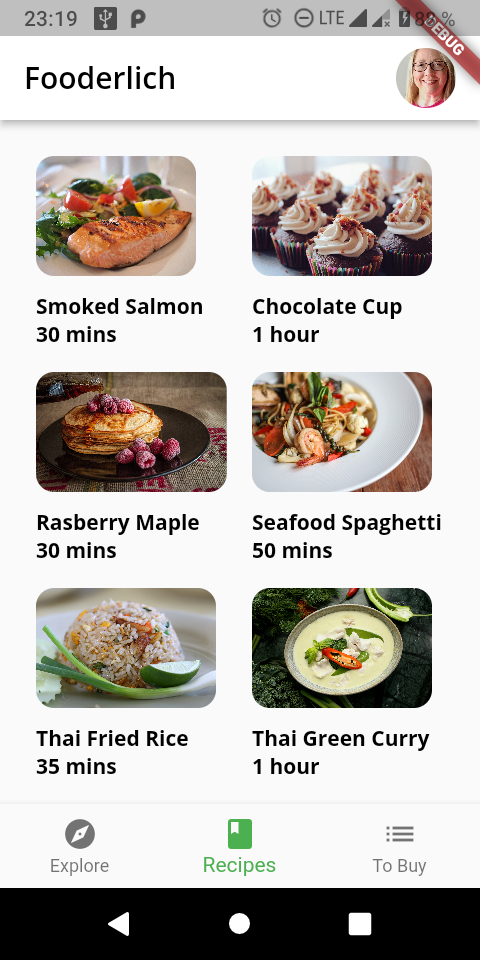 23:19
LTE
DEBUG
Fooderlich
Smoked Salmon
30 mins
Chocolate Cup
1 hour
Rasberry Maple
30 mins
Seafood Spaghetti
50 mins
Thai Fried Rice
35 mins
Thai Green Curry
1 hour
Explore
Recipes
To Buy